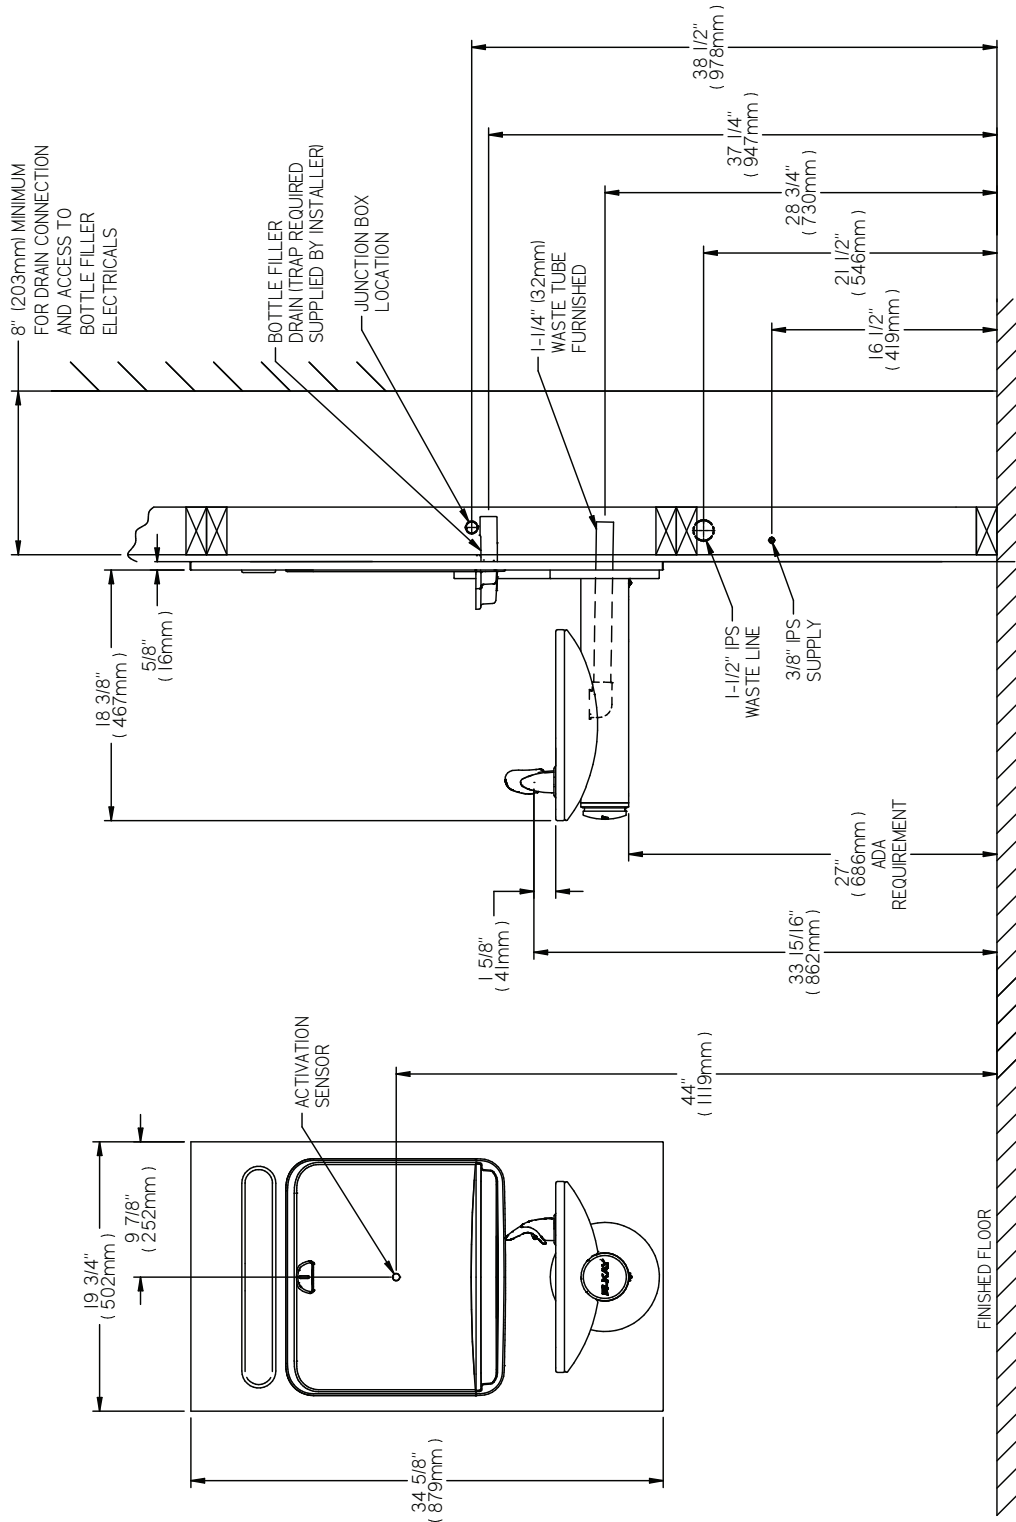 8" (203mm) MINIMUM
FOR DRAIN CONNECTION
AND ACCESS TO
BOTTLE FILLER
ELECTRICALS
BOTTLE FILLER
DRAIN (TRAP REQUIRED
SUPPLIED BY INSTALLER)
JUNCTION BOX
LOCATION
1-1/4" (32mm)
WASTE TUBE
FURNISHED
38 1/2"
( 978mm )
37 1/4"
( 947mm )
28 3/4"
( 730mm )
21 1/2"
( 546mm )
16 1/2"
( 419mm )
5/8"
( 16mm )
18 3/8"
( 467mm )
1-1/2" IPS
WASTE LINE
3/8" IPS
SUPPLY
27"
( 686mm )
ADA
REQUIREMENT
1 5/8"
( 41mm )
33 15/16"
( 862mm )
ACTIVATION
SENSOR
44"
( 1119mm )
9 7/8"
( 252mm )
19 3/4"
( 502mm )
ELKAY
34 5/8"
( 879mm )
FINISHED FLOOR